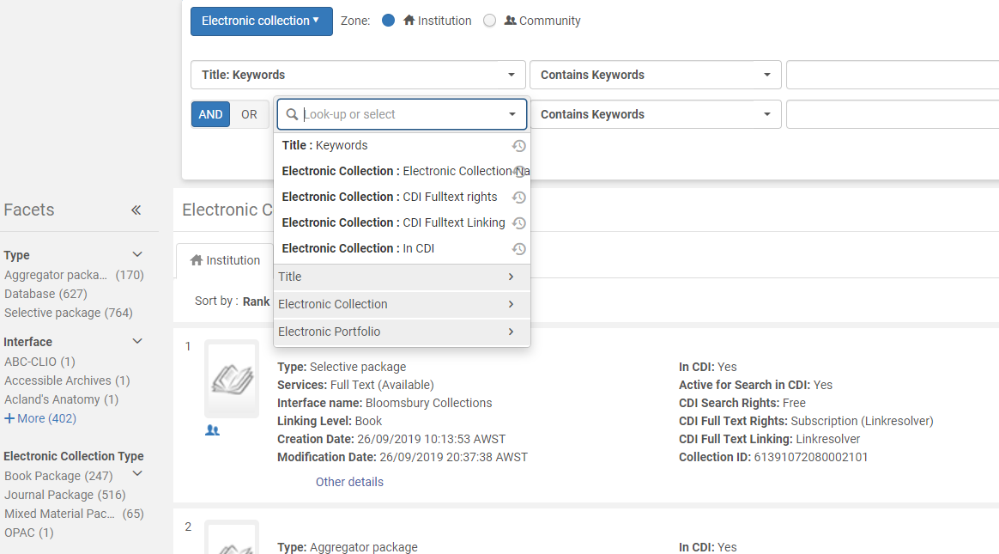 Electronic collection
Zone: Institution Community
Title: Keywords Contains Keywords
AND OR Look-up or select Contains Keywords
Title : Keywords
Electronic Collection : Electronic Collection Na
Electronic Collection : CDI Fulltext rights
Electronic Collection : CDI Fulltext Linking
Electronic Collection : In CDI
Title
Electronic Collection
Electronic Portfolio
Facets
Type
Aggregator packa... (170)
Database (627)
Selective package (764)
Interface
ABC-CLIO (1)
Accessible Archives (1)
Acland's Anatomy (1)
+ More (402)
Electronic Collection Type
Book Package (247)
Journal Package (516)
Mixed Material Pac... (65)
OPAC (1)
Electronic C
Institution
Sort by : Rank
1
Type: Selective package
Services: Full Text (Available)
Interface name: Bloomsbury Collections
Linking Level: Book
Creation Date: 26/09/2019 10:13:53 AWST
Modification Date: 26/09/2019 20:37:38 AWST
Other details
In CDI: Yes
Active for Search in CDI: Yes
CDI Search Rights: Free
CDI Full Text Rights: Subscription (Linkresolver)
CDI Full Text Linking: Linkresolver
Collection ID: 61391072080002101
2
Type: Aggregator package
In CDI: Yes